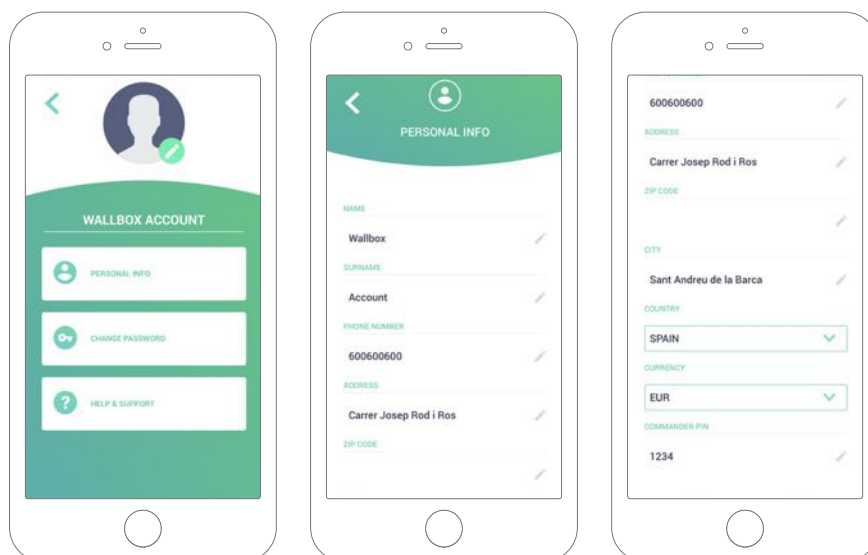 WALLBOX ACCOUNT
PERSONAL INFO
CHANGE PASSWORD
HELP & SUPPORT
PERSONAL INFO
NAME
Wallbox
SURNAME
Account
PHONE NUMBER
600600600
ADDRESS
Carrer Josep Rod i Ros
ZIP CODE
600600600
ADDRESS
Carrer Josep Rod i Ros
ZIP CODE
CITY
Sant Andreu de la Barca
COUNTRY
SPAIN
CURRENCY
EUR
COMMANDER PIN
1234